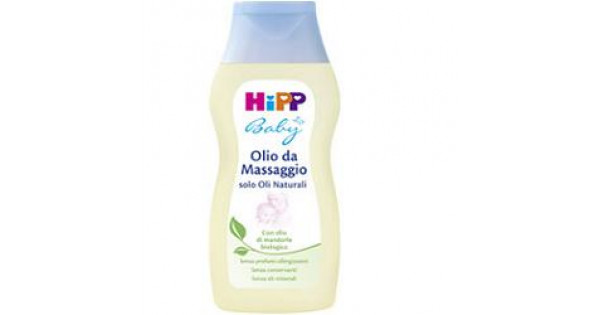 HiPP
Baby
Olio da
Massaggio
solo Oli Naturali
Con olio
di mandorle
biologico
Senza profumi allergizzanti
Senza conservanti
Senza oli minerali